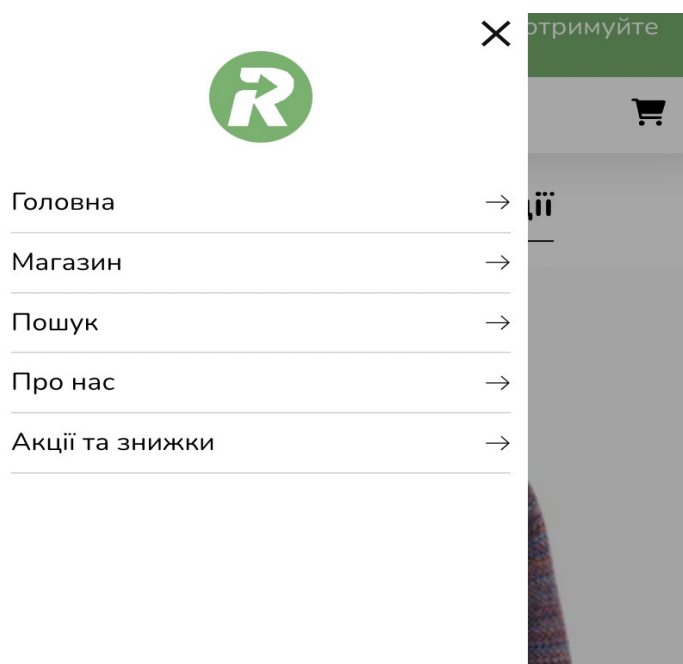 отримуйте
Головна
Магазин
Пошук
Про нас
Акції та знижки